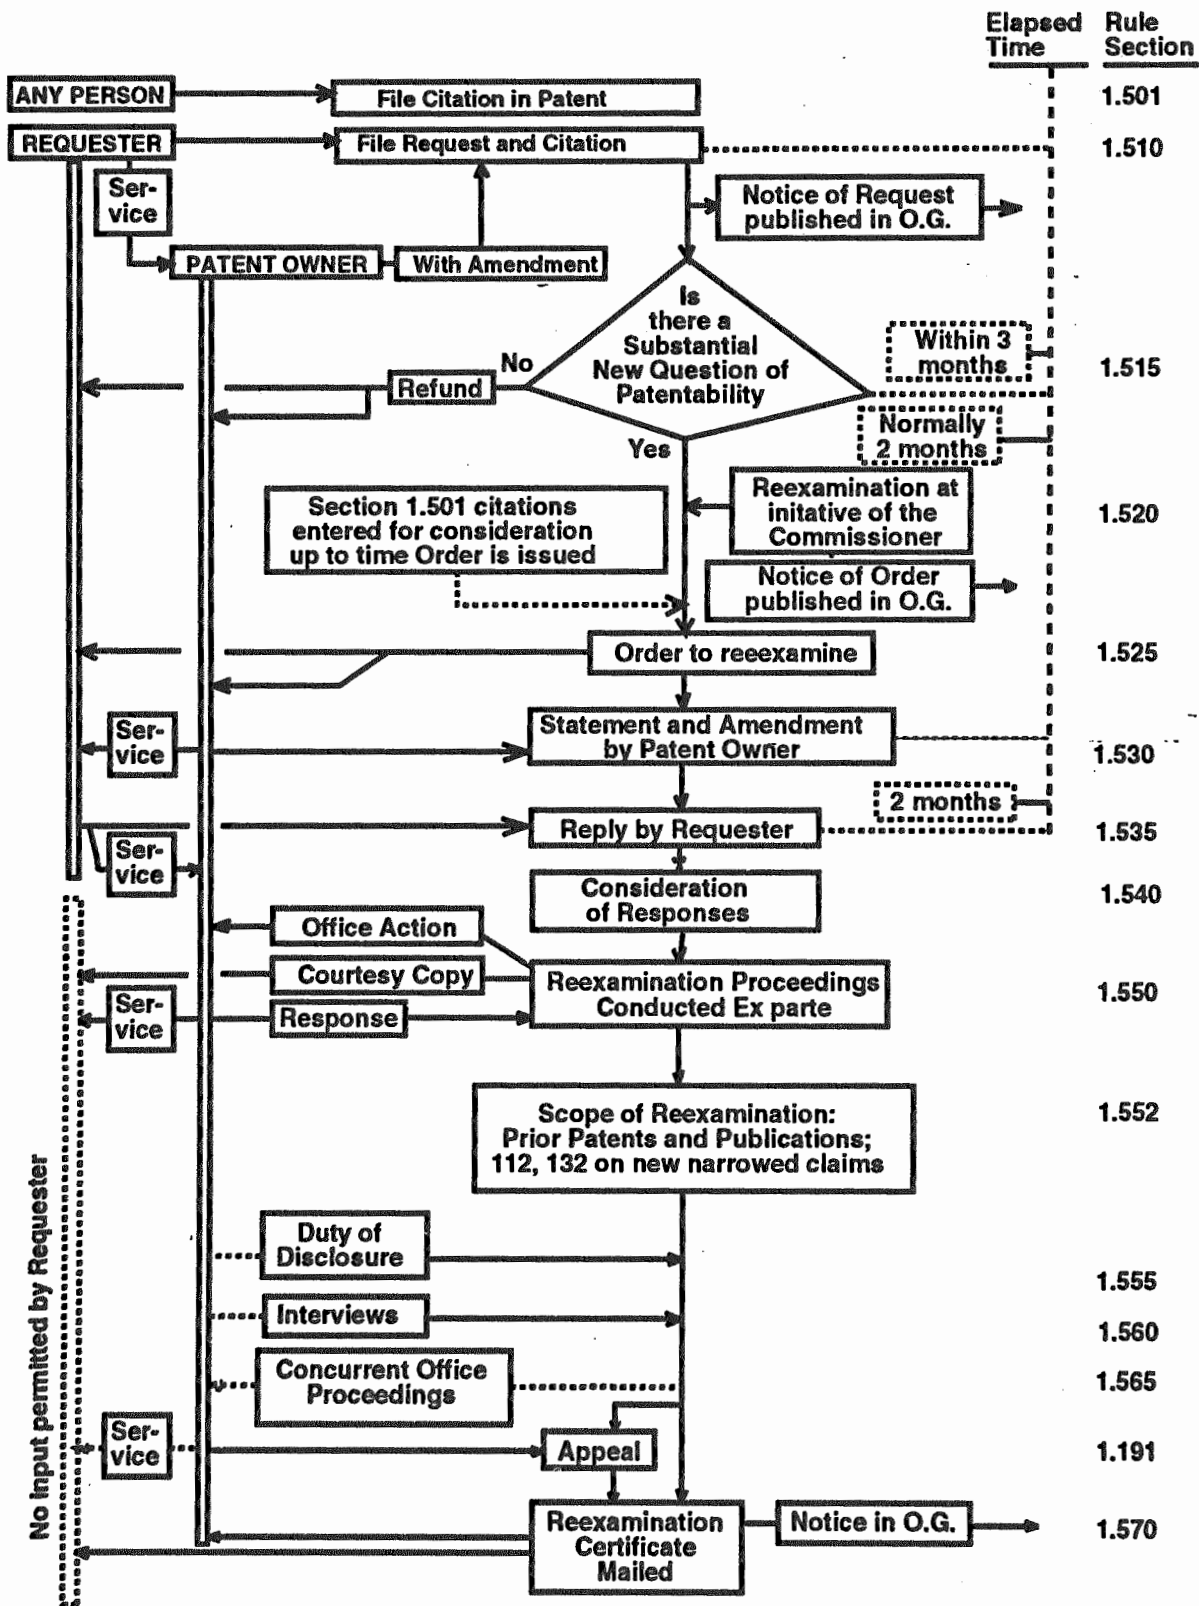 Elapsed Time
Rule Section
ANY PERSON
File Citation in Patent
1.501
REQUESTER
File Request and Citation
1.510
Ser-
vice
Notice of Request
published in O.G.
PATENT OWNER
With Amendment
Is
there a
Substantial
New Question of
Patentability
Within 3
months
1.515
No
Refund
Normally
2 months
Yes
Section 1.501 citations
entered for consideration
up to time Order is issued
Reexamination at
initative of the
Commissioner
1.520
Notice of Order
published in O.G.
Order to reeexamine
1.525
Ser-
vice
Statement and Amendment
by Patent Owner
1.530
2 months
Reply by Requester
1.535
Ser-
vice
Consideration
of Responses
1.540
Office Action
Courtesy Copy
Reexamination Proceedings
Conducted Ex parte
1.550
Ser-
vice
Response
Scope of Reexamination:
Prior Patents and Publications;
112, 132 on new narrowed claims
1.552
No input permitted by Requester
Duty of
Disclosure
1.555
Interviews
1.560
Concurrent Office
Proceedings
1.565
Ser-
vice
Appeal
1.191
Reexamination
Certificate
Mailed
Notice in O.G.
1.570